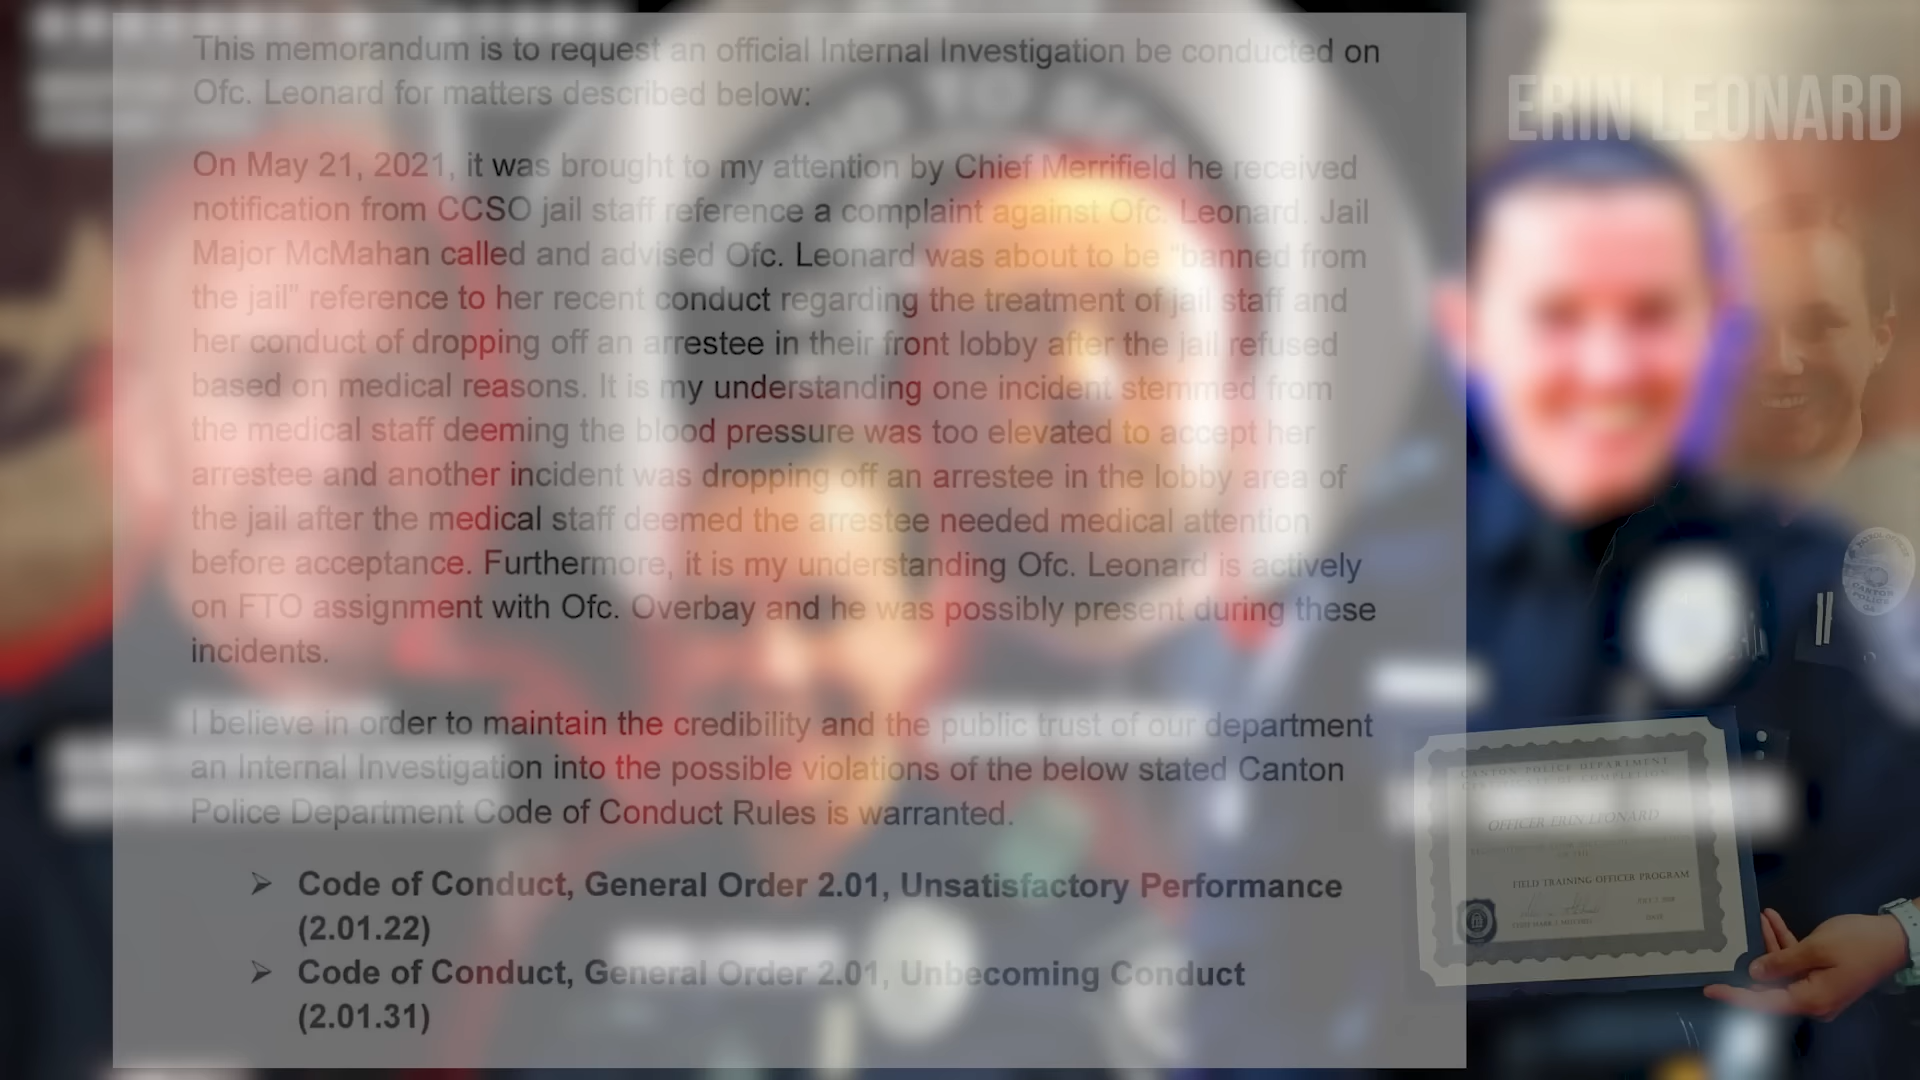 This memorandum is to request an official Internal Investigation be conducted on
Ofc. Leonard for matters described below:
On May 21, 2021, it was brought to my attention by Chief Merrifield he received
notification from CCSO jail staff reference a complaint against Ofc. Leonard. Jail
Major McMahan called and advised Ofc. Leonard was about to be "banned from
the jail" reference to her recent conduct regarding the treatment of jail staff and
her conduct of dropping off an arrestee in their front lobby after the jail refused
based on medical reasons. It is my understanding one incident stemmed from
the medical staff deeming the blood pressure was too elevated to accept her
arrestee and another incident was dropping off an arrestee in the lobby area of
the jail after the medical staff deemed the arrestee needed medical attention
before acceptance. Furthermore, it is my understanding Ofc. Leonard is actively
on FTO assignment with Ofc. Overbay and he was possibly present during these
incidents.
I believe in order to maintain the credibility and the public trust of our department
an Internal Investigation into the possible violations of the below stated Canton
Police Department Code of Conduct Rules is warranted.
➢ Code of Conduct, General Order 2.01, Unsatisfactory Performance
(2.01.22)
➢ Code of Conduct, General Order 2.01, Unbecoming Conduct
(2.01.31)
ERIN LEONARD
CANTON POLICE DEPARTMENT
OFFICER ERIN LEONARD
FIELD TRAINING OFFICER PROGRAM